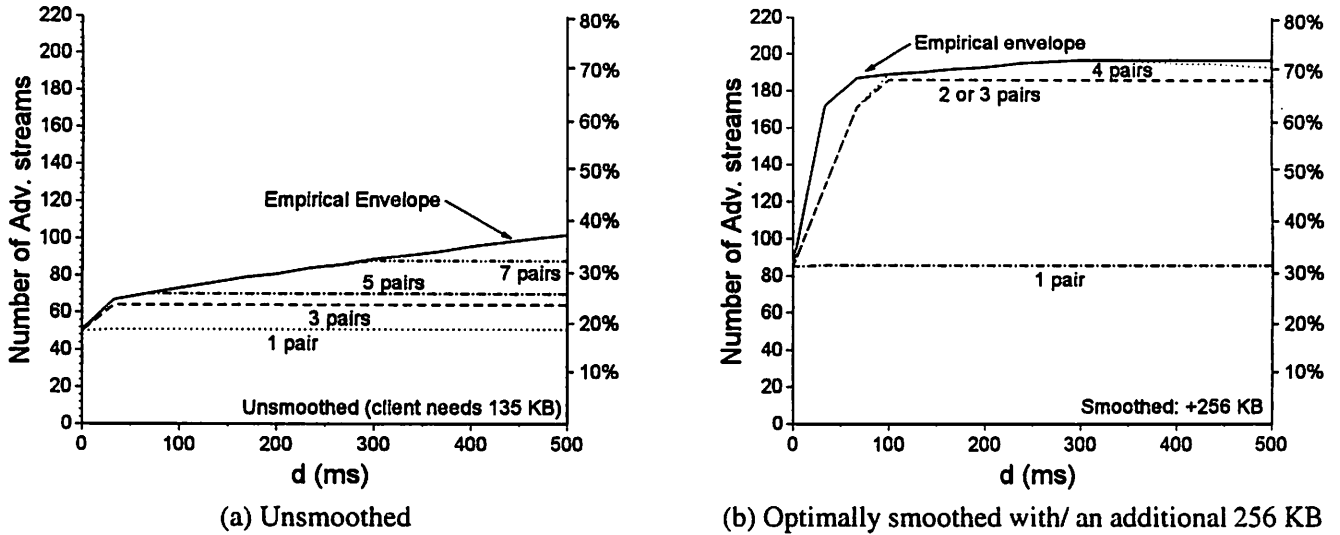 Number of Adv. streams
220
200
180
160
140
120
100
80
60
40
20
0
80%
70%
60%
50%
40%
30%
20%
10%
Empirical Envelope
7 pairs
5 pairs
3 pairs
1 pair
Unsmoothed (client needs 135 KB)
0 100 200 300 400 500
d (ms)
(a) Unsmoothed
Number of Adv. streams
220
200
180
160
140
120
100
80
60
40
20
0
80%
70%
60%
50%
40%
30%
20%
10%
Empirical envelope
4 pairs
2 or 3 pairs
1 pair
Smoothed: +256 KB
0 100 200 300 400 500
d (ms)
(b) Optimally smoothed with/ an additional 256 KB